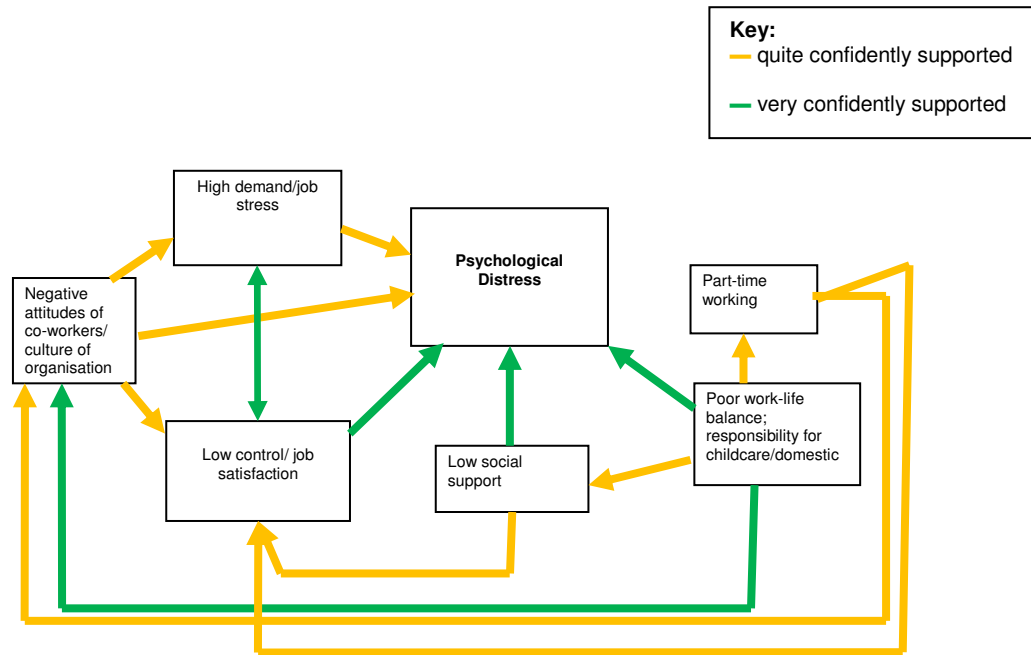 Key:
quite confidently supported
very confidently supported
High demand/job
stress
Psychological
Distress
Negative
attitudes of
co-workers/
culture of
organisation
Part-time
working
Low control/ job
satisfaction
Low social
support
Poor work-life
balance;
responsibility for
childcare/domestic